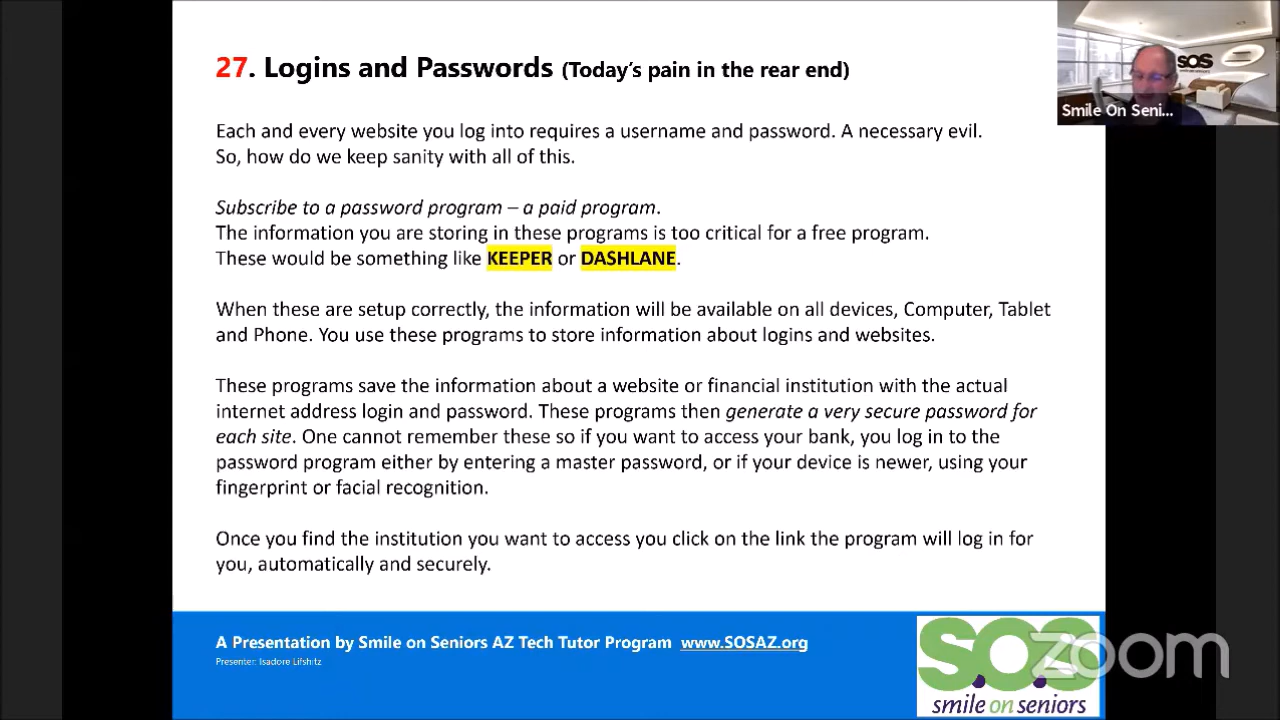 27. Logins and Passwords (Today's pain in the rear end)
Each and every website you log into requires a username and password. A necessary evil.
So, how do we keep sanity with all of this.
Subscribe to a password program – a paid program.
The information you are storing in these programs is too critical for a free program.
These would be something like KEEPER or DASHLANE.
When these are setup correctly, the information will be available on all devices, Computer, Tablet
and Phone. You use these programs to store information about logins and websites.
These programs save the information about a website or financial institution with the actual
internet address login and password. These programs then generate a very secure password for
each site. One cannot remember these so if you want to access your bank, you log in to the
password program either by entering a master password, or if your device is newer, using your
fingerprint or facial recognition.
Once you find the institution you want to access you click on the link the program will log in for
you, automatically and securely.
A Presentation by Smile on Seniors AZ Tech Tutor Program www.SOSAZ.org
Presenter: Isadore Lifshitz
S.O.S
smile on seniors
zoom
SOS
smile on seniors
Smile On Seni...